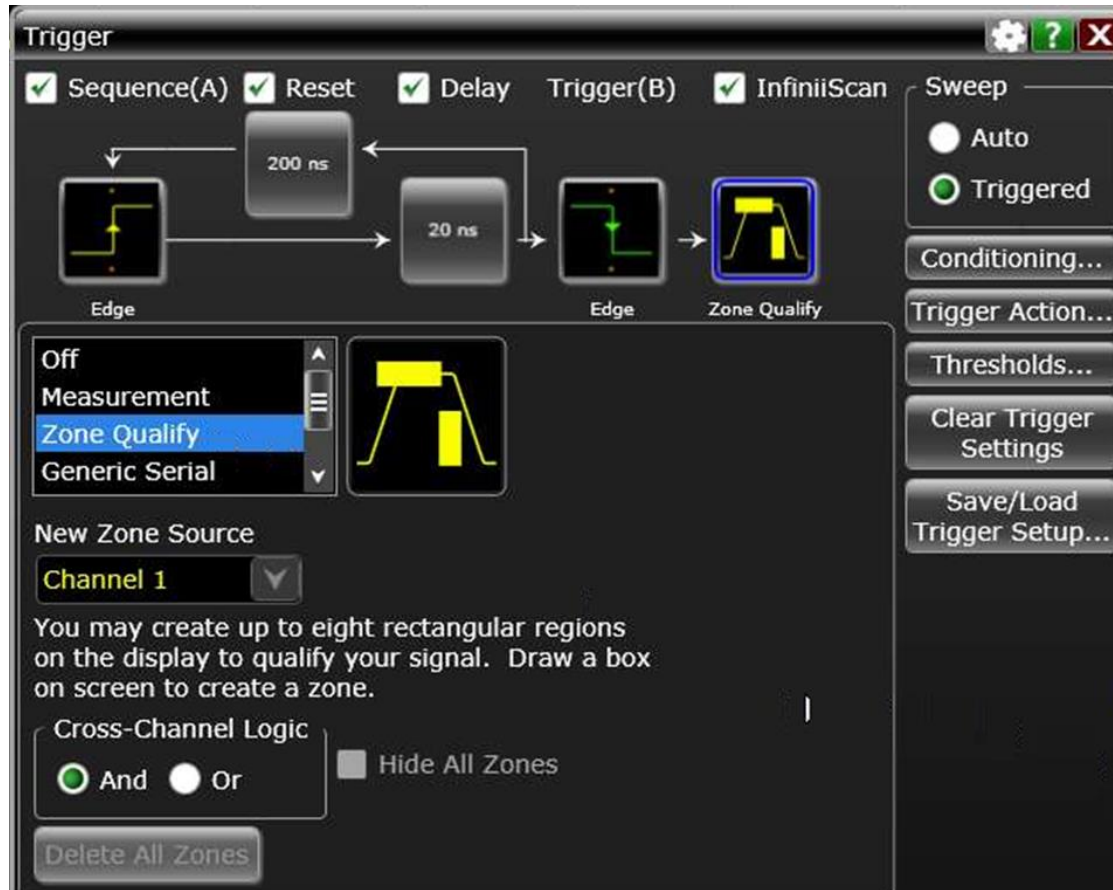 Trigger
?
X
Sequence(A) Reset Delay Trigger(B) InfiniiScan
200 ns
20 ns
Edge Edge Zone Qualify
Off
Measurement
Zone Qualify
Generic Serial
New Zone Source
Channel 1
You may create up to eight rectangular regions
on the display to qualify your signal. Draw a box
on screen to create a zone.
Cross-Channel Logic
And Or
Hide All Zones
Delete All Zones
Sweep
Auto
Triggered
Conditioning...
Trigger Action...
Thresholds...
Clear Trigger
Settings
Save/Load
Trigger Setup...